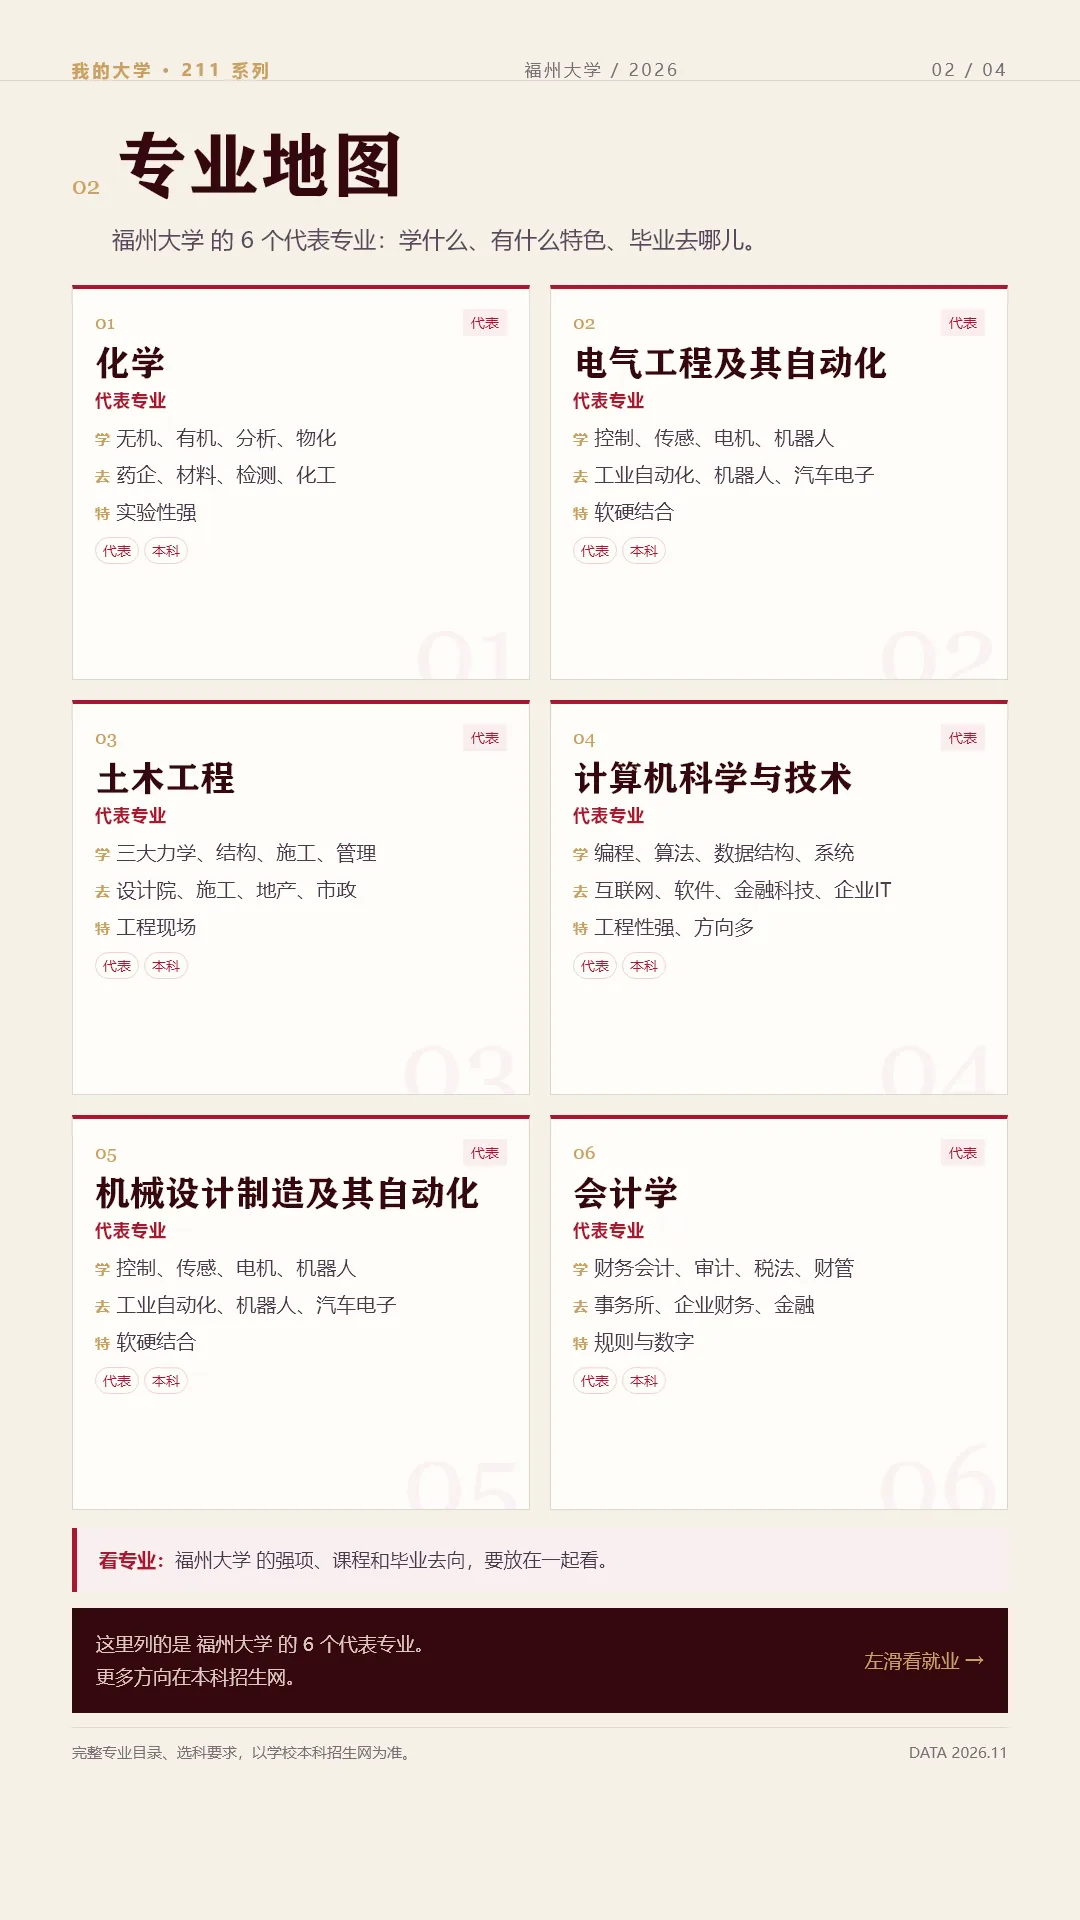 我的大学 · 211 系列
福州大学 / 2026
02 / 04
02 专业地图
福州大学 的 6 个代表专业：学什么、有什么特色、毕业去哪儿。
01
代表
化学
代表专业
学 无机、有机、分析、物化
去 药企、材料、检测、化工
特 实验性强
代表 本科
01
02
代表
电气工程及其自动化
代表专业
学 控制、传感、电机、机器人
去 工业自动化、机器人、汽车电子
特 软硬结合
代表 本科
02
03
代表
土木工程
代表专业
学 三大力学、结构、施工、管理
去 设计院、施工、地产、市政
特 工程现场
代表 本科
03
04
代表
计算机科学与技术
代表专业
学 编程、算法、数据结构、系统
去 互联网、软件、金融科技、企业IT
特 工程性强、方向多
代表 本科
04
05
代表
机械设计制造及其自动化
代表专业
学 控制、传感、电机、机器人
去 工业自动化、机器人、汽车电子
特 软硬结合
代表 本科
05
06
代表
会计学
代表专业
学 财务会计、审计、税法、财管
去 事务所、企业财务、金融
特 规则与数字
代表 本科
06
看专业：福州大学 的强项、课程和毕业去向，要放在一起看。
这里列的是 福州大学 的 6 个代表专业。
更多方向在本科招生网。
左滑看就业 →
完整专业目录、选科要求，以学校本科招生网为准。
DATA 2026.11